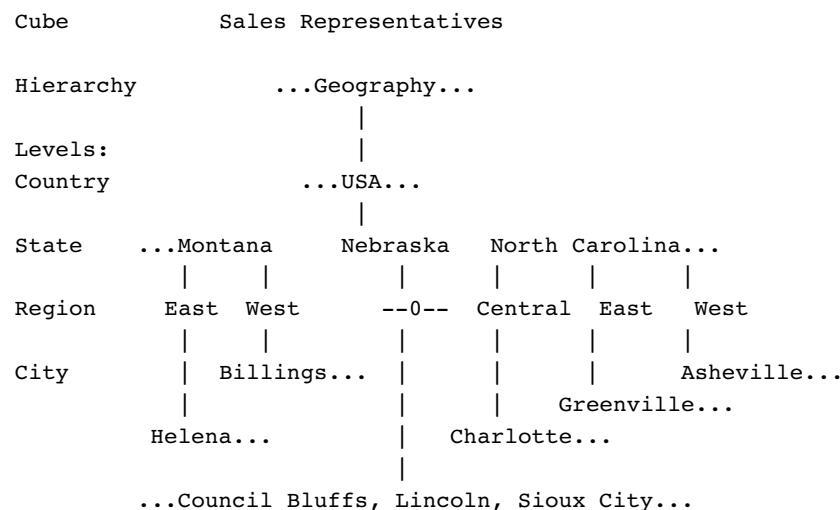 Cube Sales Representatives
Hierarchy ...Geography...
|
Levels: |
Country ...USA...
|
State ...Montana Nebraska North Carolina...
| | | | | |
Region East West --0-- Central East West
| | | | | |
City | Billings... | | | Asheville...
| | | Greenville...
Helena... | Charlotte...
|
...Council Bluffs, Lincoln, Sioux City...